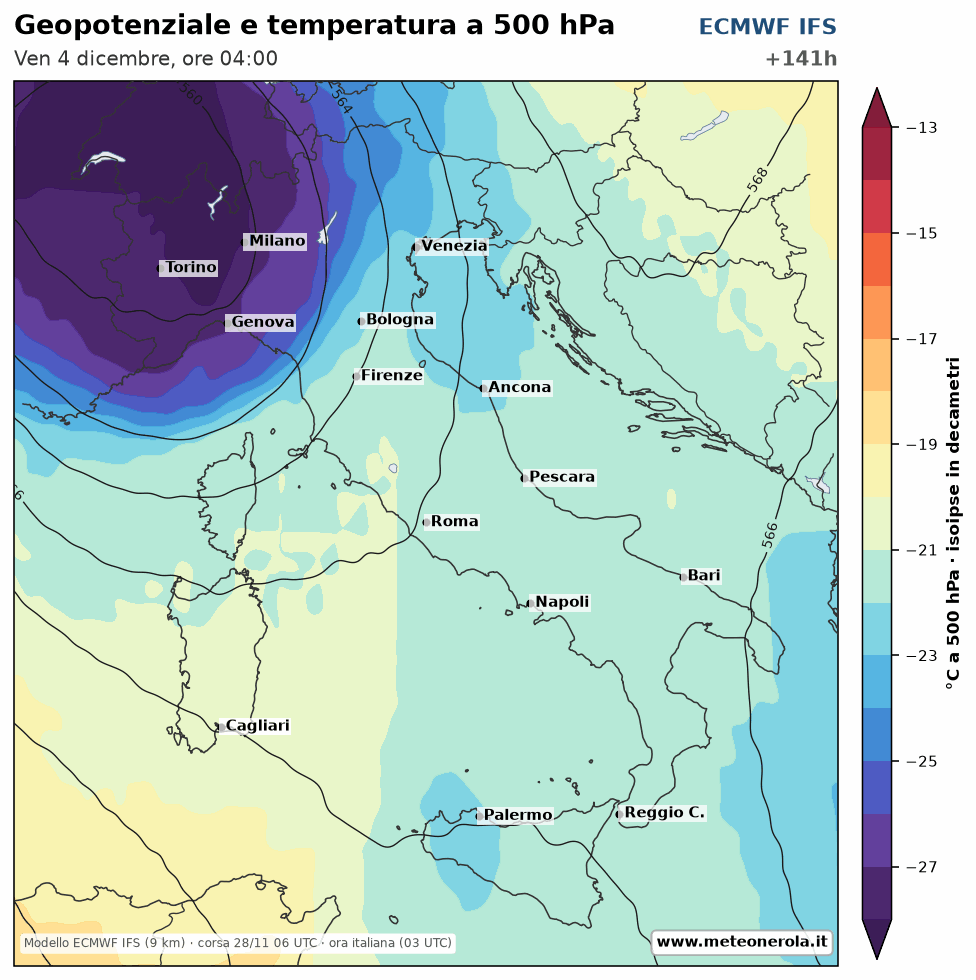 Geopotenziale e temperatura a 500 hPa
ECMWF IFS
Ven 4 dicembre, ore 04:00
+141h
560
564
568
Milano
Venezia
Torino
Genova
Bologna
Firenze
Ancona
Pescara
6
Roma
566
Bari
Napoli
Cagliari
Palermo
Reggio C.
−13
−15
−17
−19
−21
−23
−25
−27
°C a 500 hPa · isoipse in decametri
Modello ECMWF IFS (9 km) · corsa 28/11 06 UTC · ora italiana (03 UTC)
www.meteonerola.it